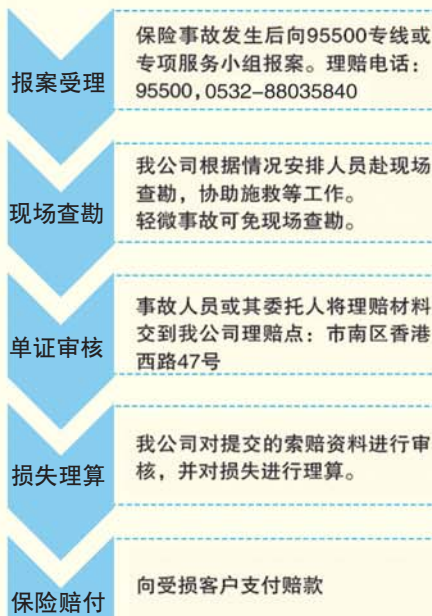 报案受理
保险事故发生后向95500专线或
专项服务小组报案。理赔电话：
95500,0532-88035840
现场查勘
我公司根据情况安排人员赴现场
查勘，协助施救等工作。
轻微事故可免现场查勘。
单证审核
事故人员或其委托人将理赔材料
交到我公司理赔点：市南区香港
西路47号
损失理算
我公司对提交的索赔资料进行审
核，并对损失进行理算。
保险赔付
向受损客户支付赔款